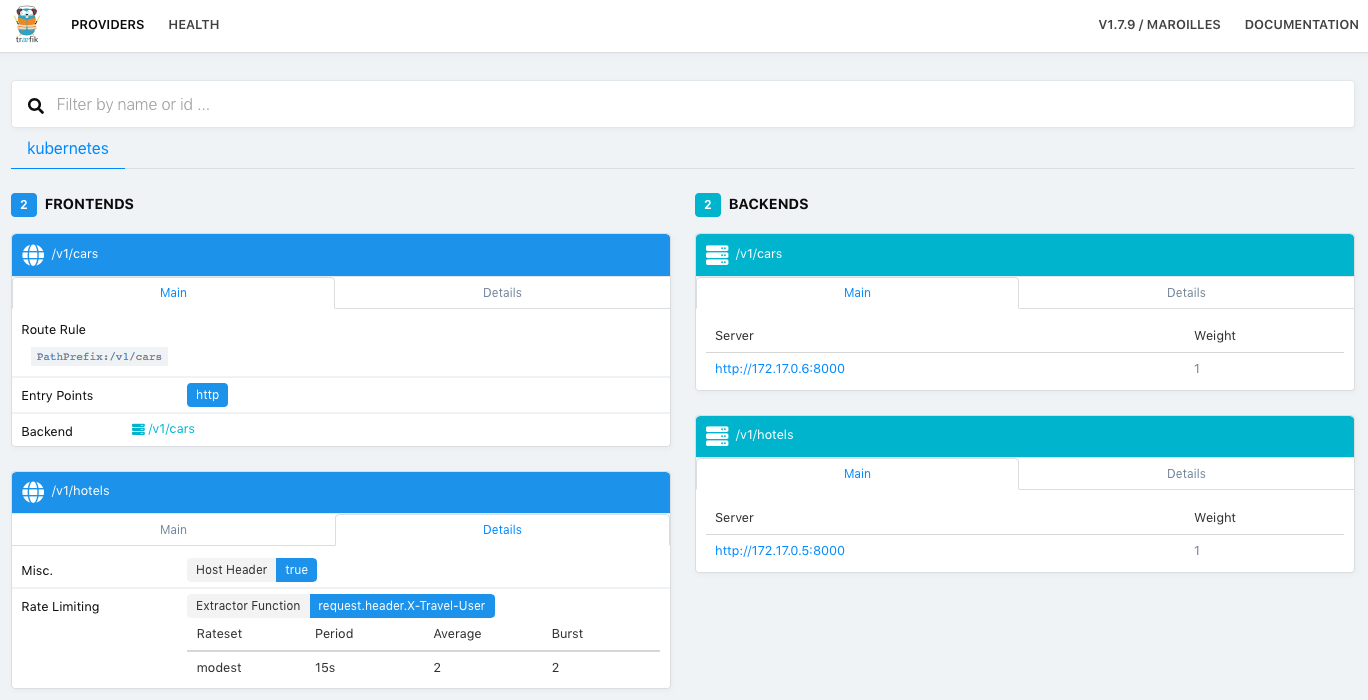 træfik
PROVIDERS HEALTH V1.7.9 / MAROILLES DOCUMENTATION
Filter by name or id ...
kubernetes
2 FRONTENDS
/v1/cars
Main Details
Route Rule
PathPrefix:/v1/cars
Entry Points http
Backend /v1/cars
/v1/hotels
Main Details
Misc. Host Header true
Rate Limiting Extractor Function request.header.X-Travel-User
Rateset Period Average Burst
modest 15s 2 2
2 BACKENDS
/v1/cars
Main Details
Server Weight
http://172.17.0.6:8000 1
/v1/hotels
Main Details
Server Weight
http://172.17.0.5:8000 1